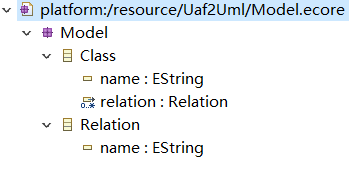 platform:/resource/Uaf2Uml/Model.ecore
Model
Class
name : EString
relation : Relation
Relation
name : EString